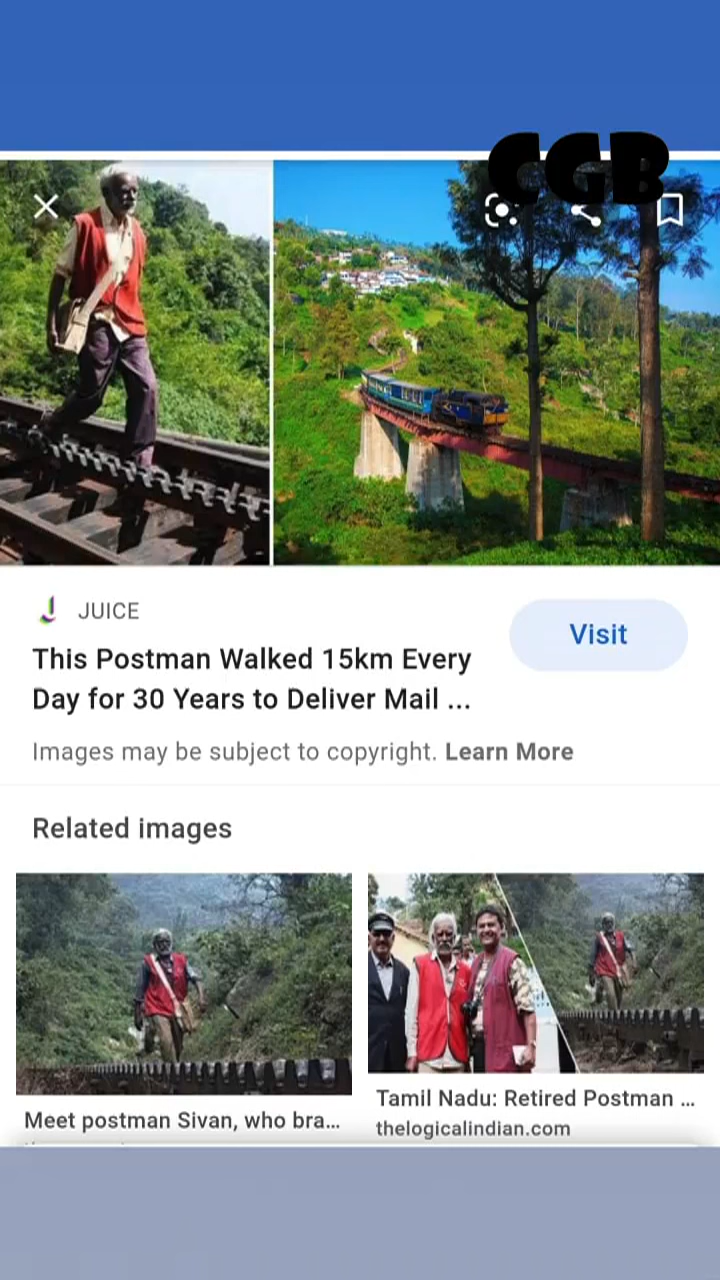 CGB
JUICE
Visit
This Postman Walked 15km Every
Day for 30 Years to Deliver Mail ...
Images may be subject to copyright. Learn More
Related images
Meet postman Sivan, who bra...
Tamil Nadu: Retired Postman ...
thelogicalindian.com